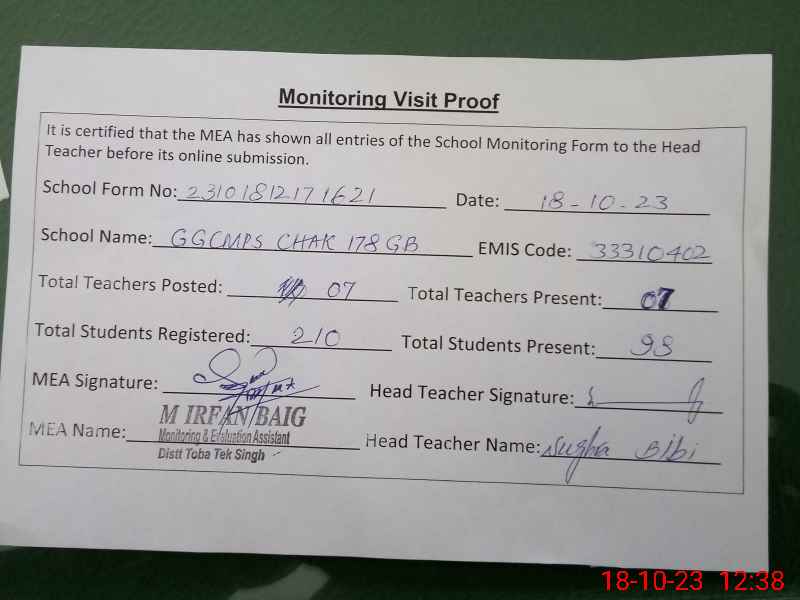 Monitoring Visit Proof
It is certified that the MEA has shown all entries of the School Monitoring Form to the Head
Teacher before its online submission.
School Form No: 23101812171621 Date: 18-10-23
School Name: GGCMPS CHAK 178 GB EMIS Code: 33310402
Total Teachers Posted: 07 Total Teachers Present: 07
Total Students Registered: 210 Total Students Present: 98
MEA Signature: Head Teacher Signature:
M IRFAN BAIG
MEA Name: Monitoring & Evaluation Assistant Head Teacher Name: Sughra Bibi
Distt Toba Tek Singh
18-10-23 12:38